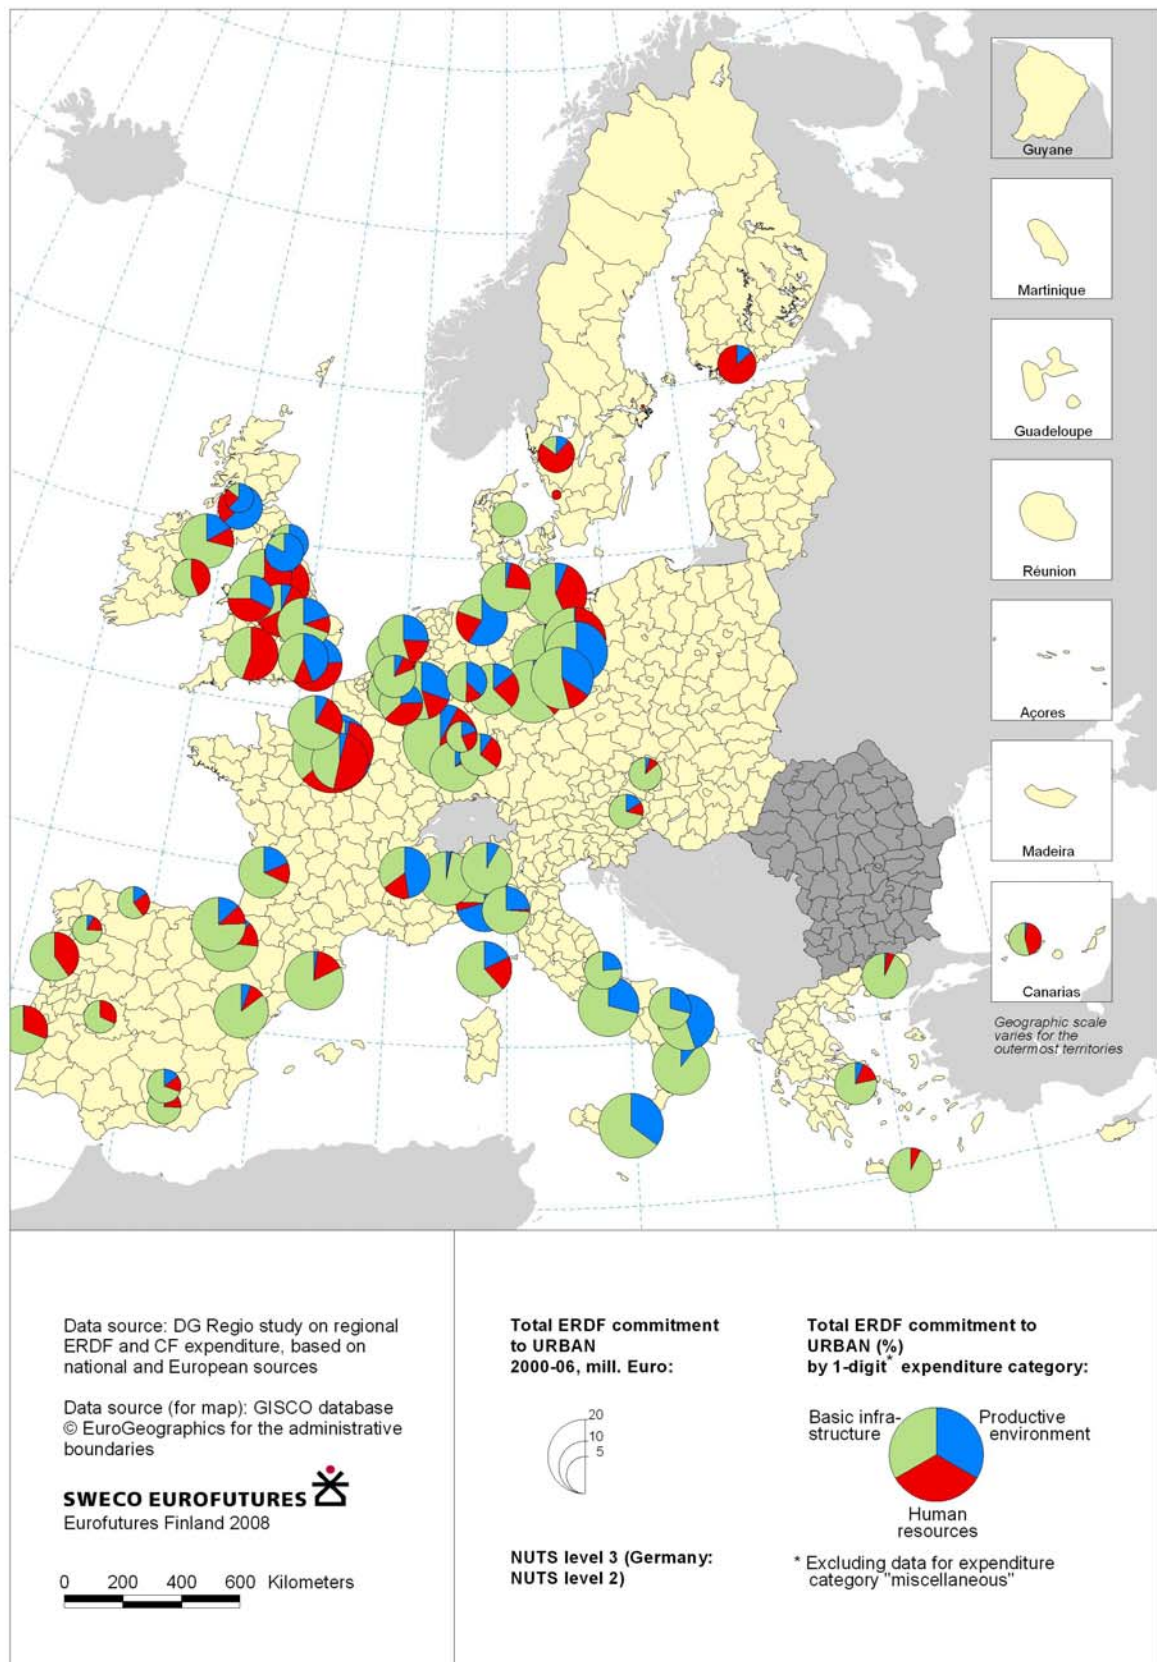 Guyane
Martinique
Guadeloupe
Réunion
Açores
Madeira
Canarias
Geographic scale
varies for the
outermost territories
Data source: DG Regio study on regional
ERDF and CF expenditure, based on
national and European sources
Data source (for map): GISCO database
© EuroGeographics for the administrative
boundaries
SWECO EUROFUTURES
Eurofutures Finland 2008
0 200 400 600 Kilometers
Total ERDF commitment
to URBAN
2000-06, mill. Euro:
20
10
5
NUTS level 3 (Germany:
NUTS level 2)
Total ERDF commitment to
URBAN (%)
by 1-digit* expenditure category:
Basic infra-
structure
Productive
environment
Human
resources
* Excluding data for expenditure
category "miscellaneous"